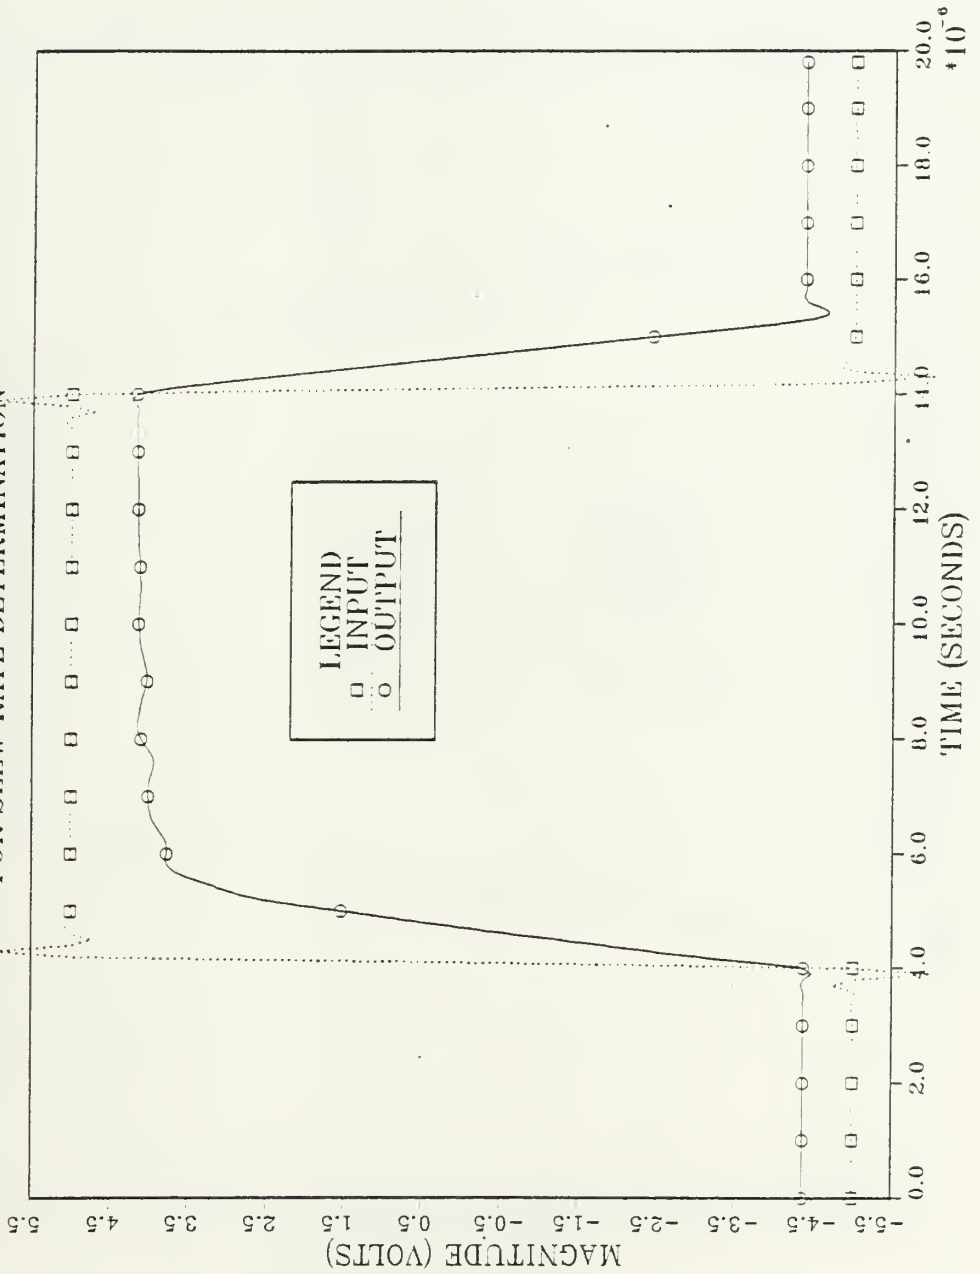 FOR SLEW RATE DETERMINATION
5.5
4.5
3.5
2.5
1.5
0.5
-0.5
-1.5
-2.5
-3.5
-4.5
-5.5
MAGNITUDE (VOLTS)
LEGEND
INPUT
OUTPUT
0.0 2.0 4.0 6.0 8.0 10.0 12.0 14.0 16.0 18.0 20.0
*10⁻⁶
TIME (SECONDS)